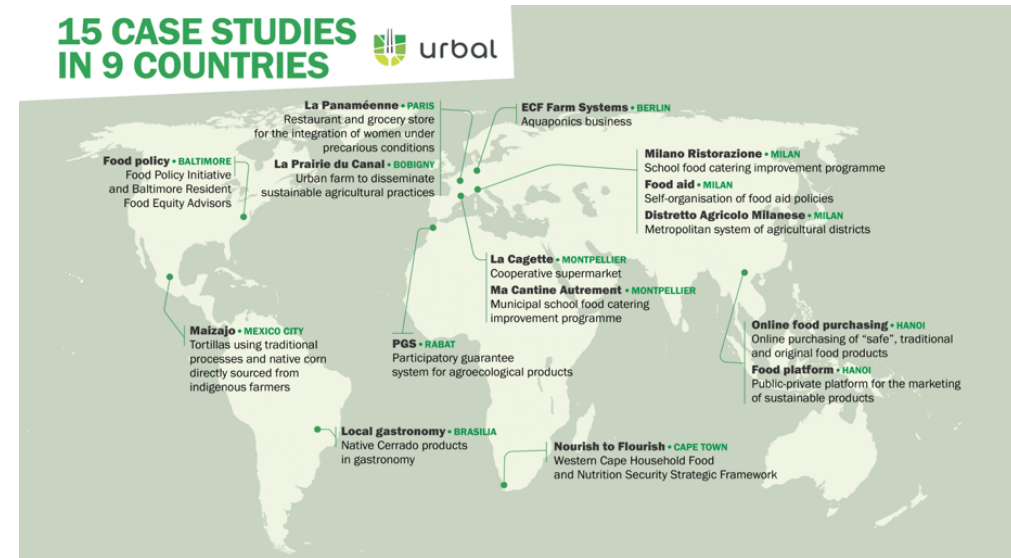 15 CASE STUDIES
IN 9 COUNTRIES
urbal
La Panaméenne • PARIS
Restaurant and grocery store
for the integration of women under
precarious conditions
La Prairie du Canal • BOBIGNY
Urban farm to disseminate
sustainable agricultural practices
ECF Farm Systems • BERLIN
Aquaponics business
Food policy • BALTIMORE
Food Policy Initiative
and Baltimore Resident
Food Equity Advisors
Milano Ristorazione • MILAN
School food catering improvement programme
Food aid • MILAN
Self-organisation of food aid policies
Distretto Agricolo Milanese • MILAN
Metropolitan system of agricultural districts
La Cagette • MONTPELLIER
Cooperative supermarket
Ma Cantine Autrement • MONTPELLIER
Municipal school food catering
improvement programme
Maizajo • MEXICO CITY
Tortillas using traditional
processes and native corn
directly sourced from
indigenous farmers
PGS • RABAT
Participatory guarantee
system for agroecological products
Online food purchasing • HANOI
Online purchasing of “safe”, traditional
and original food products
Food platform • HANOI
Public-private platform for the marketing
of sustainable products
Local gastronomy • BRASILIA
Native Cerrado products
in gastronomy
Nourish to Flourish • CAPE TOWN
Western Cape Household Food
and Nutrition Security Strategic Framework